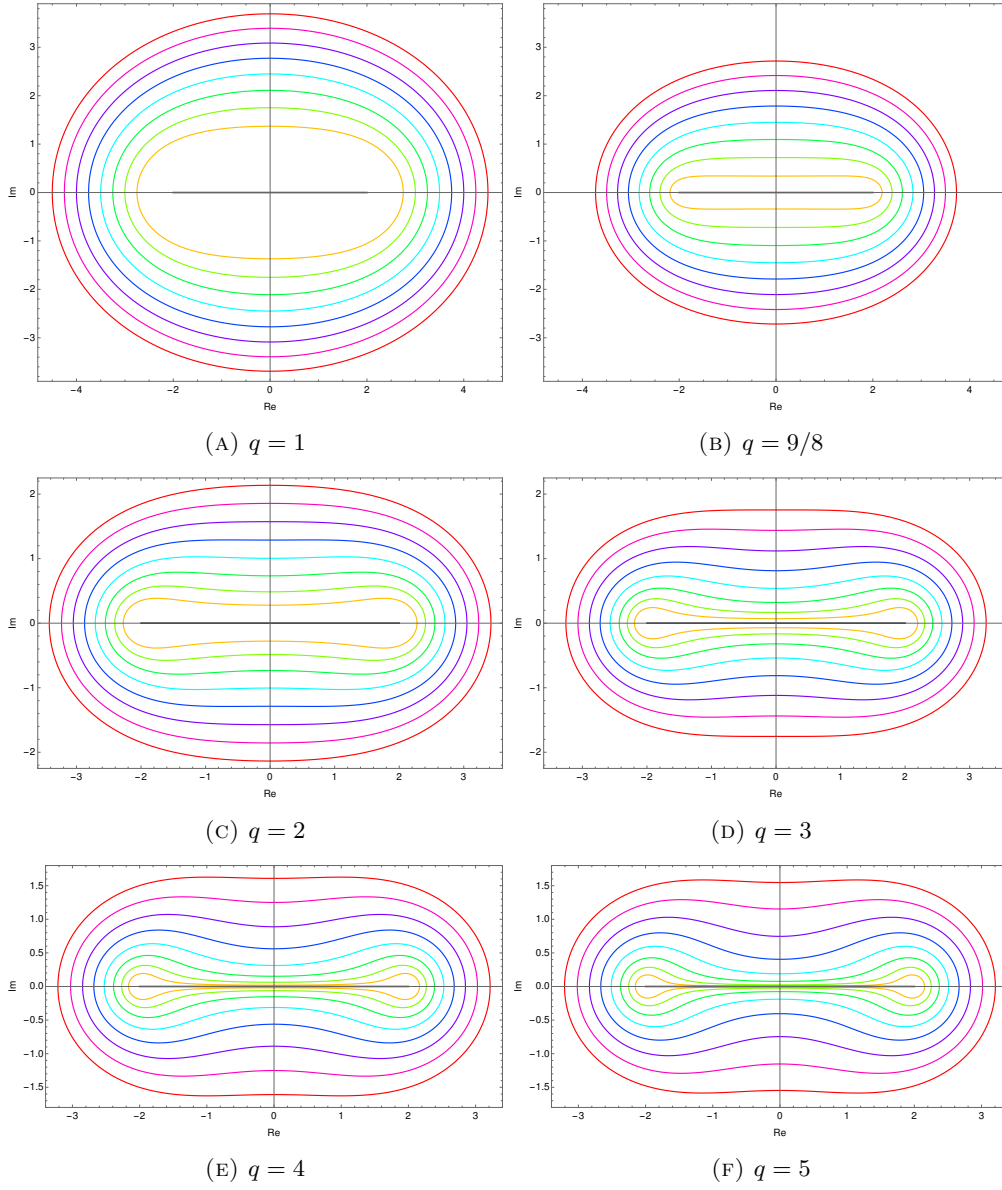 3 3
2 2
1 1
Im 0 Im 0
−1 −1
−2 −2
−3 −3
−4 −2 0 2 4 −4 −2 0 2 4
Re Re
(A) q = 1 (B) q = 9/8
2 2
1 1
Im 0 Im 0
−1 −1
−2 −2
−3 −2 −1 0 1 2 3 −3 −2 −1 0 1 2 3
Re Re
(C) q = 2 (D) q = 3
1.5 1.5
1.0 1.0
0.5 0.5
Im 0.0 Im 0.0
−0.5 −0.5
−1.0 −1.0
−1.5 −1.5
−3 −2 −1 0 1 2 3 −3 −2 −1 0 1 2 3
Re Re
(E) q = 4 (F) q = 5